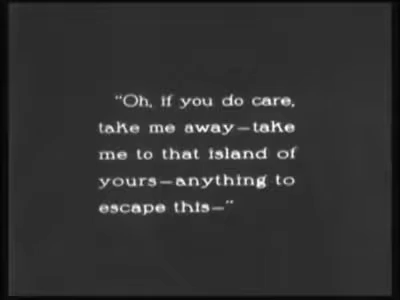 "Oh, if you do care,
take me away—take
me to that island of
yours—anything to
escape this—"